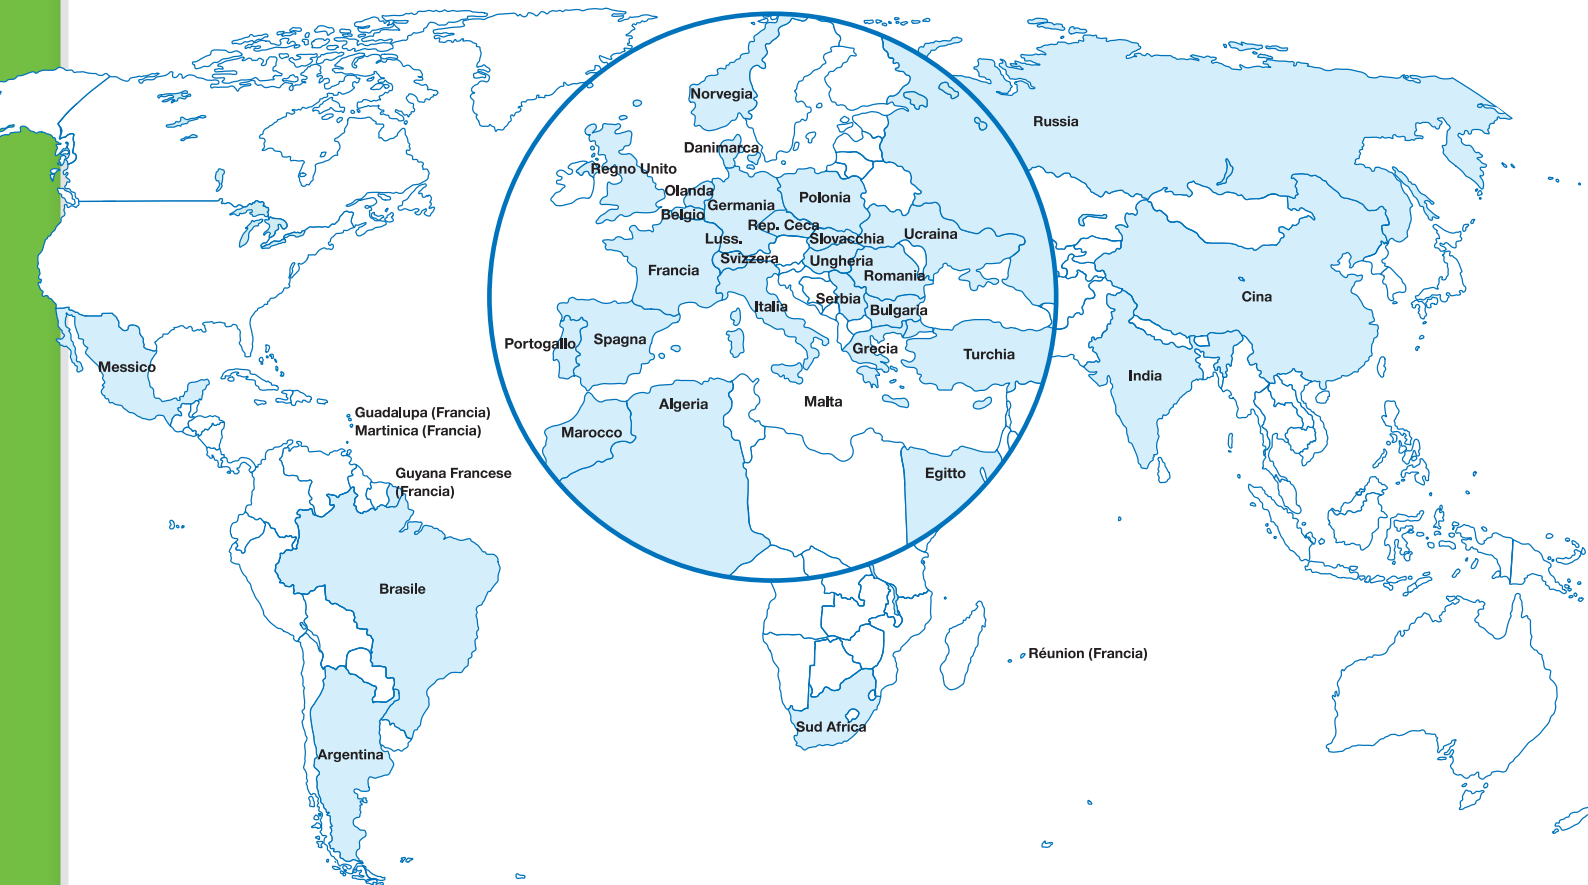 Norvegia
Russia
Danimarca
Regno Unito
Olanda
Germania
Polonia
Belgio
Rep. Ceca
Luss.
Slovacchia
Ucraina
Svizzera
Ungheria
Francia
Romania
Cina
Serbia
Italia
Bulgaria
Portogallo
Spagna
Grecia
Turchia
Messico
India
Algeria
Malta
Guadalupa (Francia)
Martinica (Francia)
Marocco
Guyana Francese
(Francia)
Egitto
Brasile
Réunion (Francia)
Sud Africa
Argentina